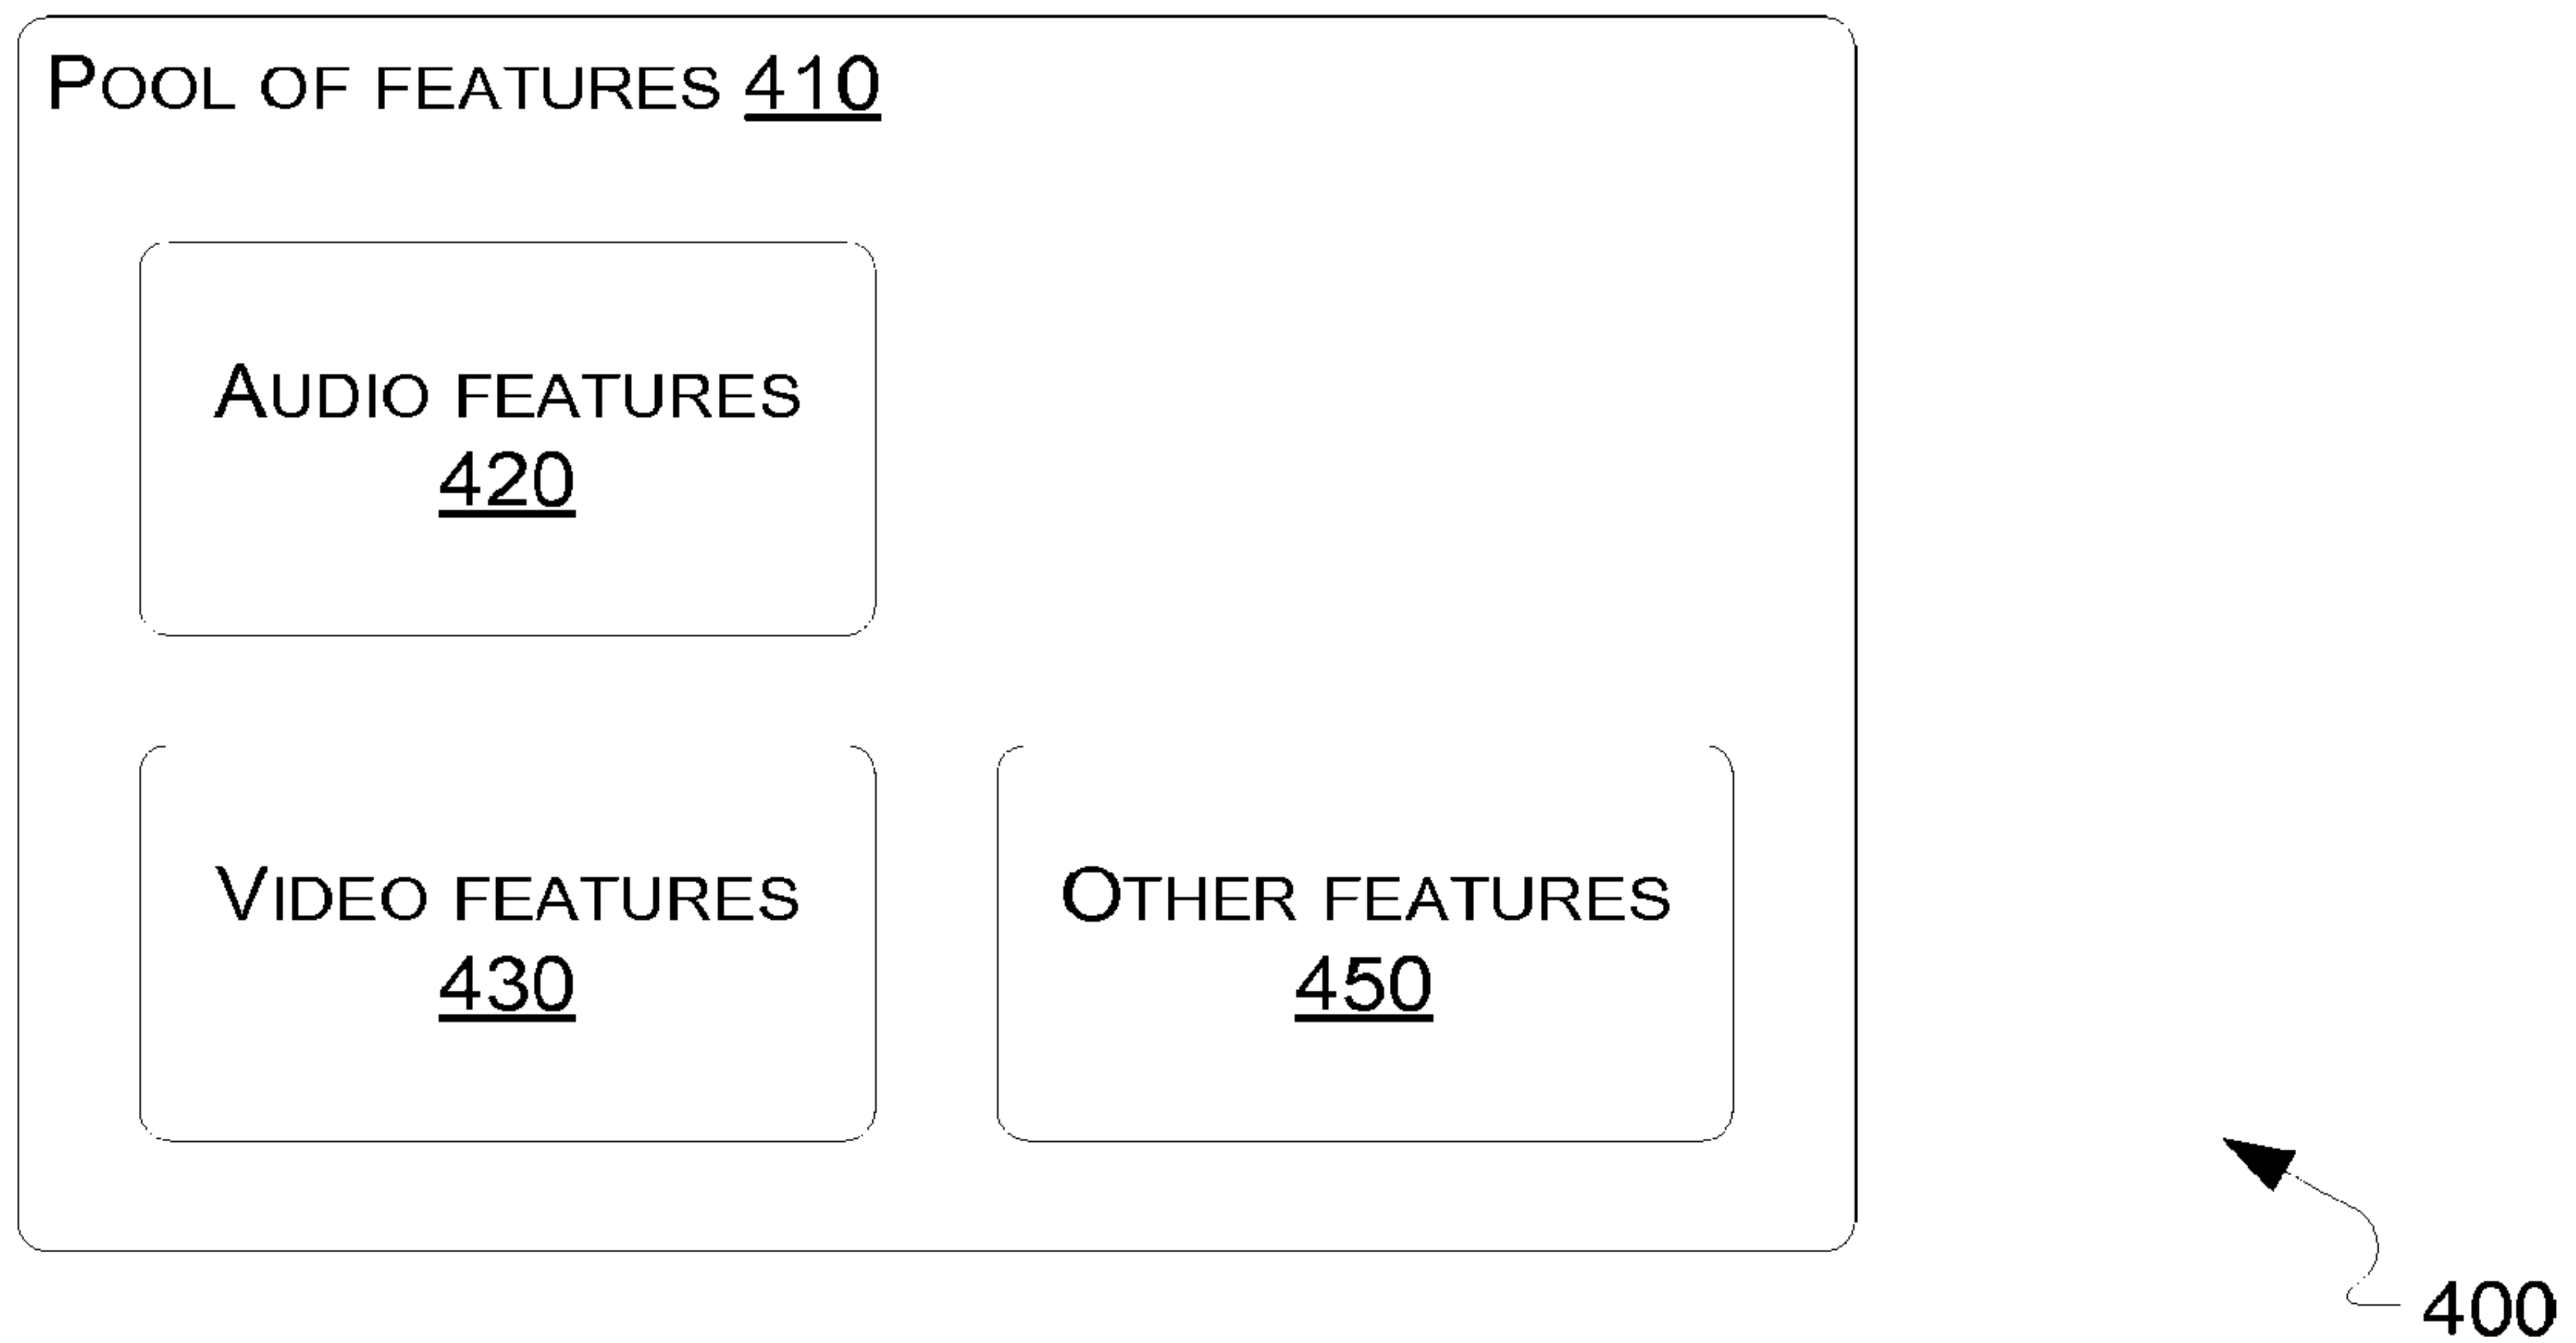 POOL OF FEATURES 410
AUDIO FEATURES
420
VIDEO FEATURES
430
OTHER FEATURES
450
400